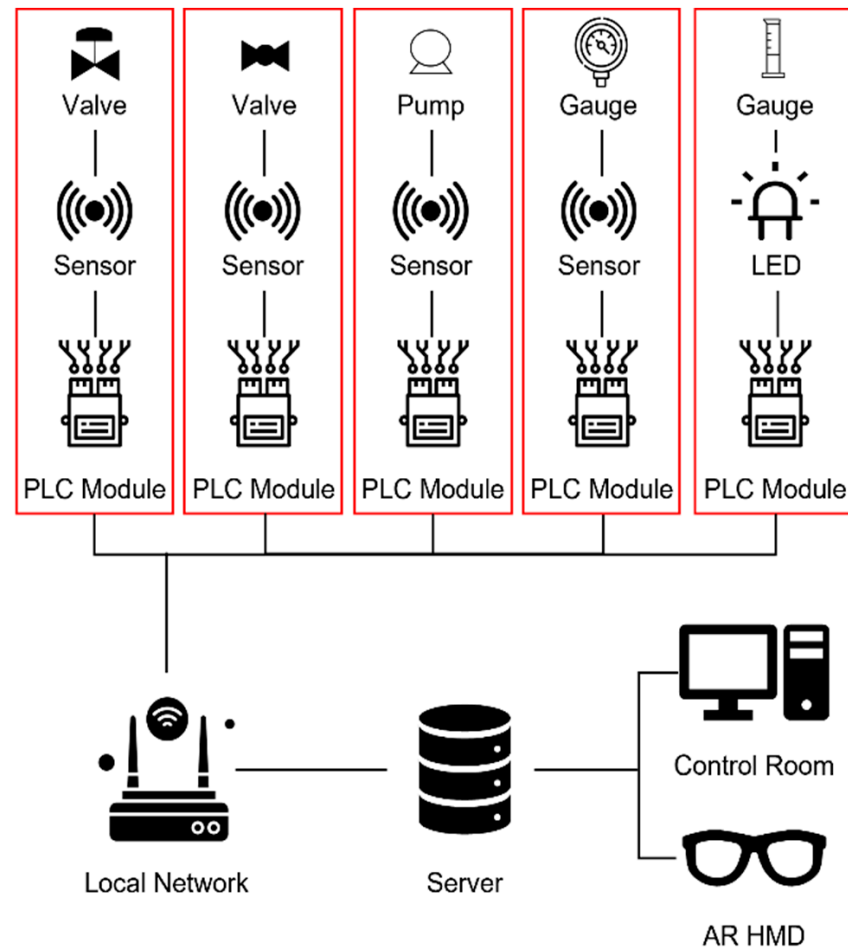 Valve
Valve
Pump
Gauge
Gauge
Sensor
Sensor
Sensor
Sensor
LED
PLC Module
PLC Module
PLC Module
PLC Module
PLC Module
Control Room
Local Network
Server
AR HMD